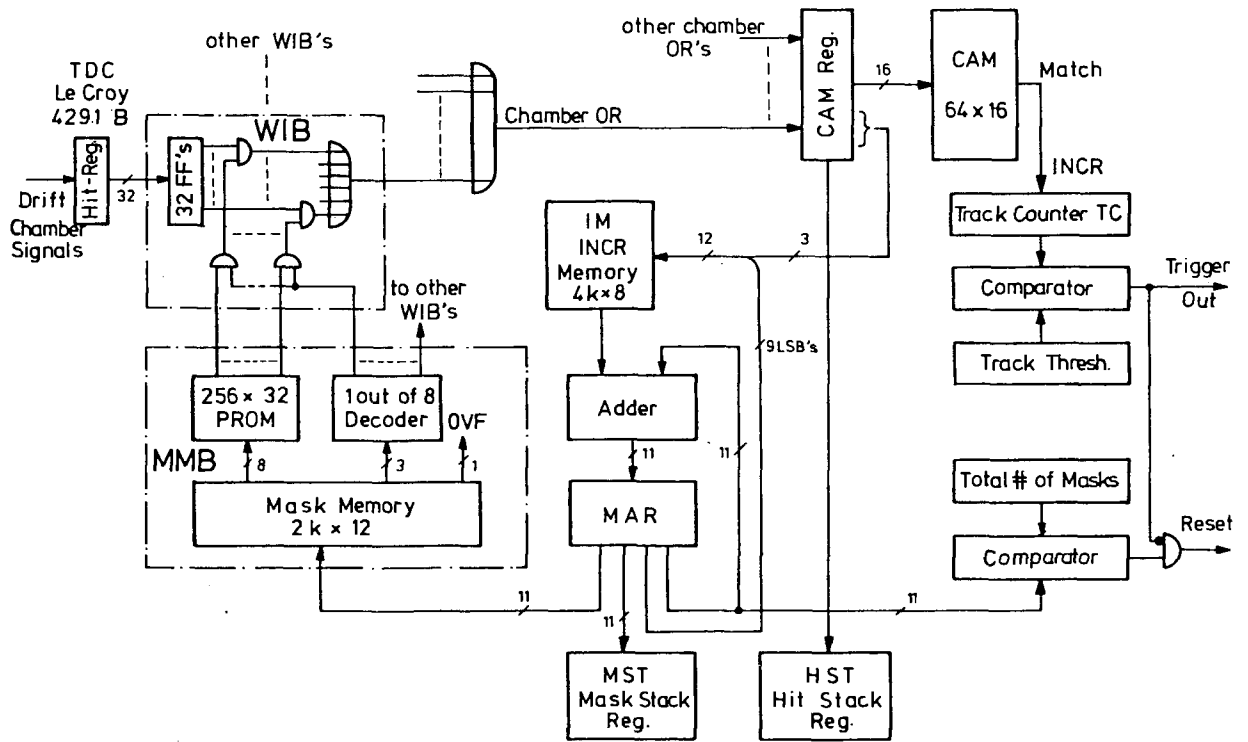 other WIB's
TDC
Le Croy
429.1 B
Hit-Reg.
32
Drift
Chamber
Signals
WIB
32 FF's
to other
WIB's
Chamber OR
other chamber
OR's
CAM Reg.
16
CAM
64 x 16
Match
INCR
Track Counter TC
Comparator
Trigger
Out
Track Thresh.
IM
INCR
Memory
4k x 8
12
3
9 LSB's
256 x 32
PROM
1 out of 8
Decoder
OVF
MMB
8
3
1
Mask Memory
2k x 12
Adder
11
11
MAR
Total # of Masks
Comparator
Reset
11
11
11
MST
Mask Stack
Reg.
HST
Hit Stack
Reg.